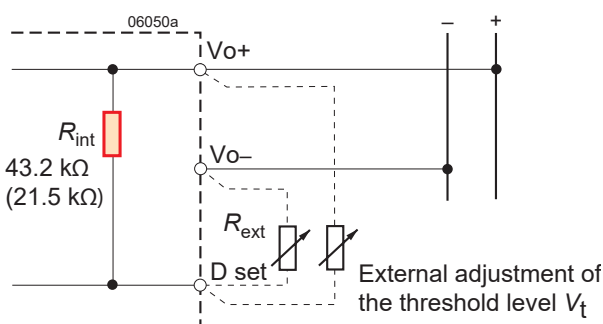 06050a
– +
Vo+
Rint
43.2 kΩ
(21.5 kΩ)
Vo–
Rext
D set
External adjustment of
the threshold level Vt